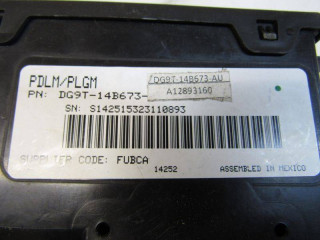 PDLM/PLGM
PN: DG9T-14B673-
DG9T-14B673-AU
A12893160
SN: S142515323110893
SUPPLIER CODE: FUBCA
14252
ASSEMBLED IN MEXICO